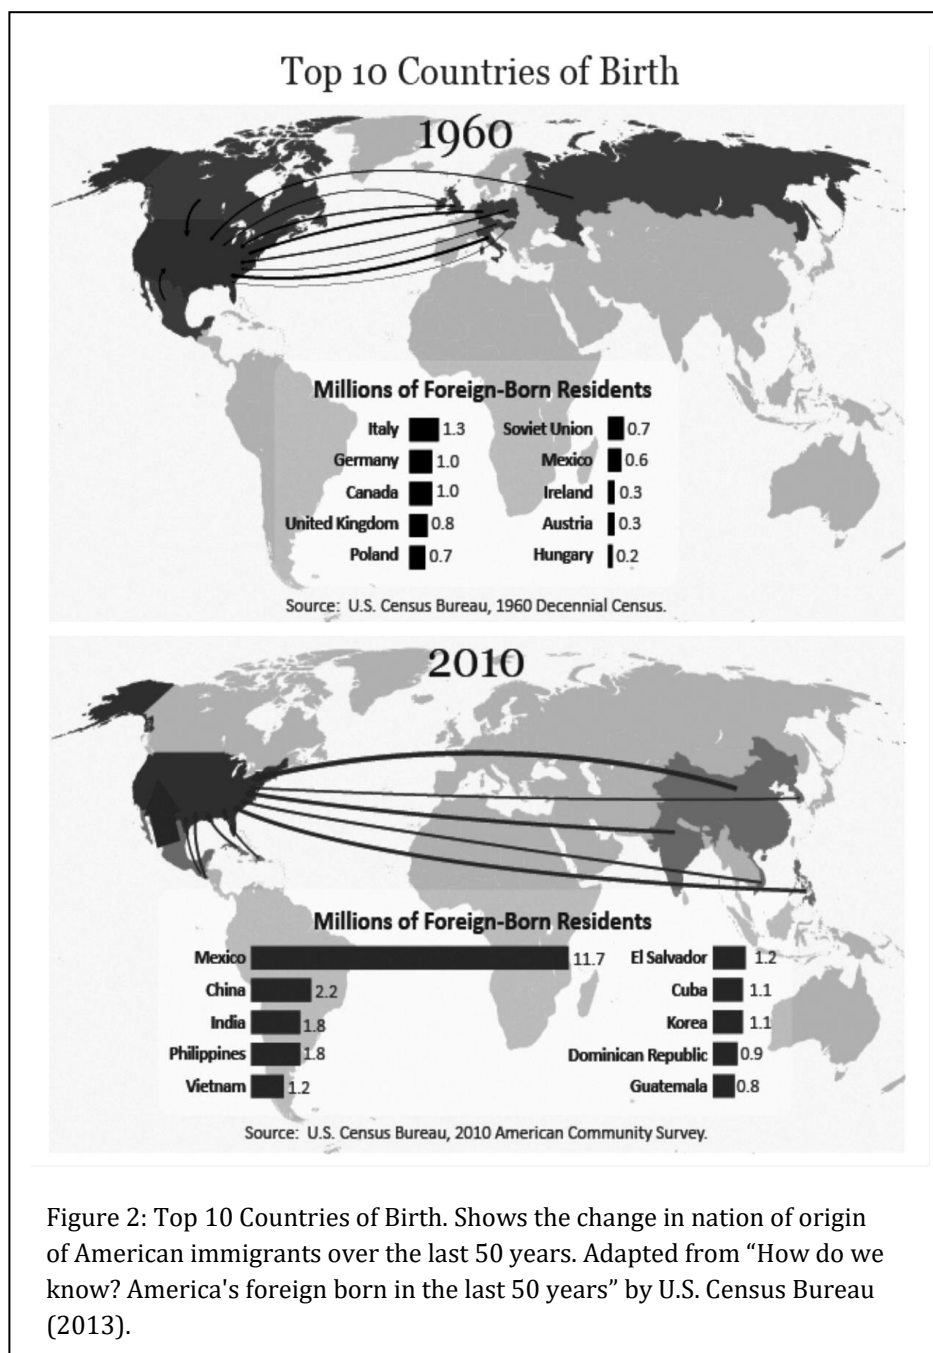 Top 10 Countries of Birth
1960
Millions of Foreign-Born Residents
Italy 1.3
Germany 1.0
Canada 1.0
United Kingdom 0.8
Poland 0.7
Soviet Union 0.7
Mexico 0.6
Ireland 0.3
Austria 0.3
Hungary 0.2
Source: U.S. Census Bureau, 1960 Decennial Census.
2010
Millions of Foreign-Born Residents
Mexico 11.7
China 2.2
India 1.8
Philippines 1.8
Vietnam 1.2
El Salvador 1.2
Cuba 1.1
Korea 1.1
Dominican Republic 0.9
Guatemala 0.8
Source: U.S. Census Bureau, 2010 American Community Survey.
Figure 2: Top 10 Countries of Birth. Shows the change in nation of origin
of American immigrants over the last 50 years. Adapted from “How do we
know? America's foreign born in the last 50 years” by U.S. Census Bureau
(2013).